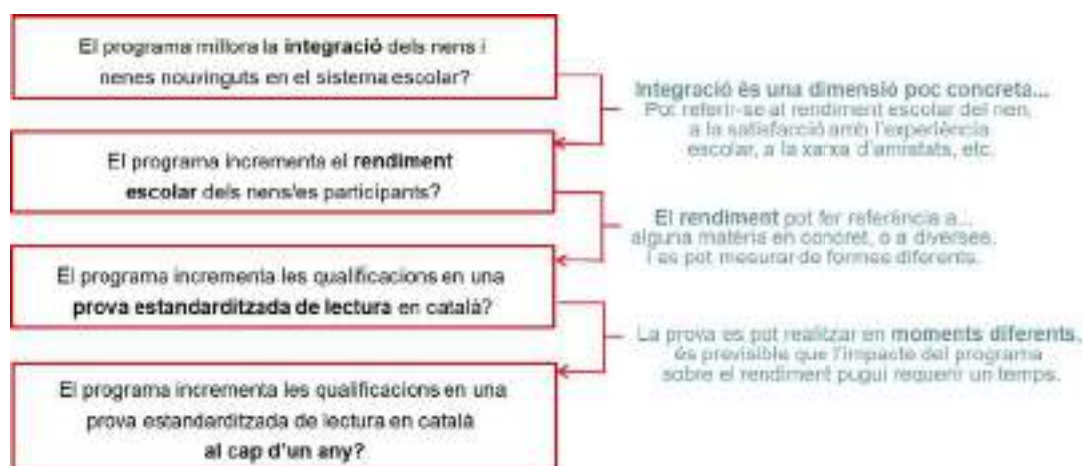 El programa millora la integració dels nens i
nenes nouvinguts en el sistema escolar?
Integració és una dimensió poc concreta...
Pot referir-se al rendiment escolar del nen,
a la satisfacció amb l'experiència
escolar, a la xarxa d'amistats, etc.
El programa incrementa el rendiment
escolar dels nens/es participants?
El rendiment pot fer referència a...
alguna matèria en concret, o a diverses,
i es pot mesurar de formes diferents.
El programa incrementa les qualificacions en una
prova estandarditzada de lectura en català?
La prova es pot realitzar en moments diferents,
és previsible que l'impacte del programa
sobre el rendiment pugui requerir un temps.
El programa incrementa les qualificacions en una
prova estandarditzada de lectura en català
al cap d'un any?